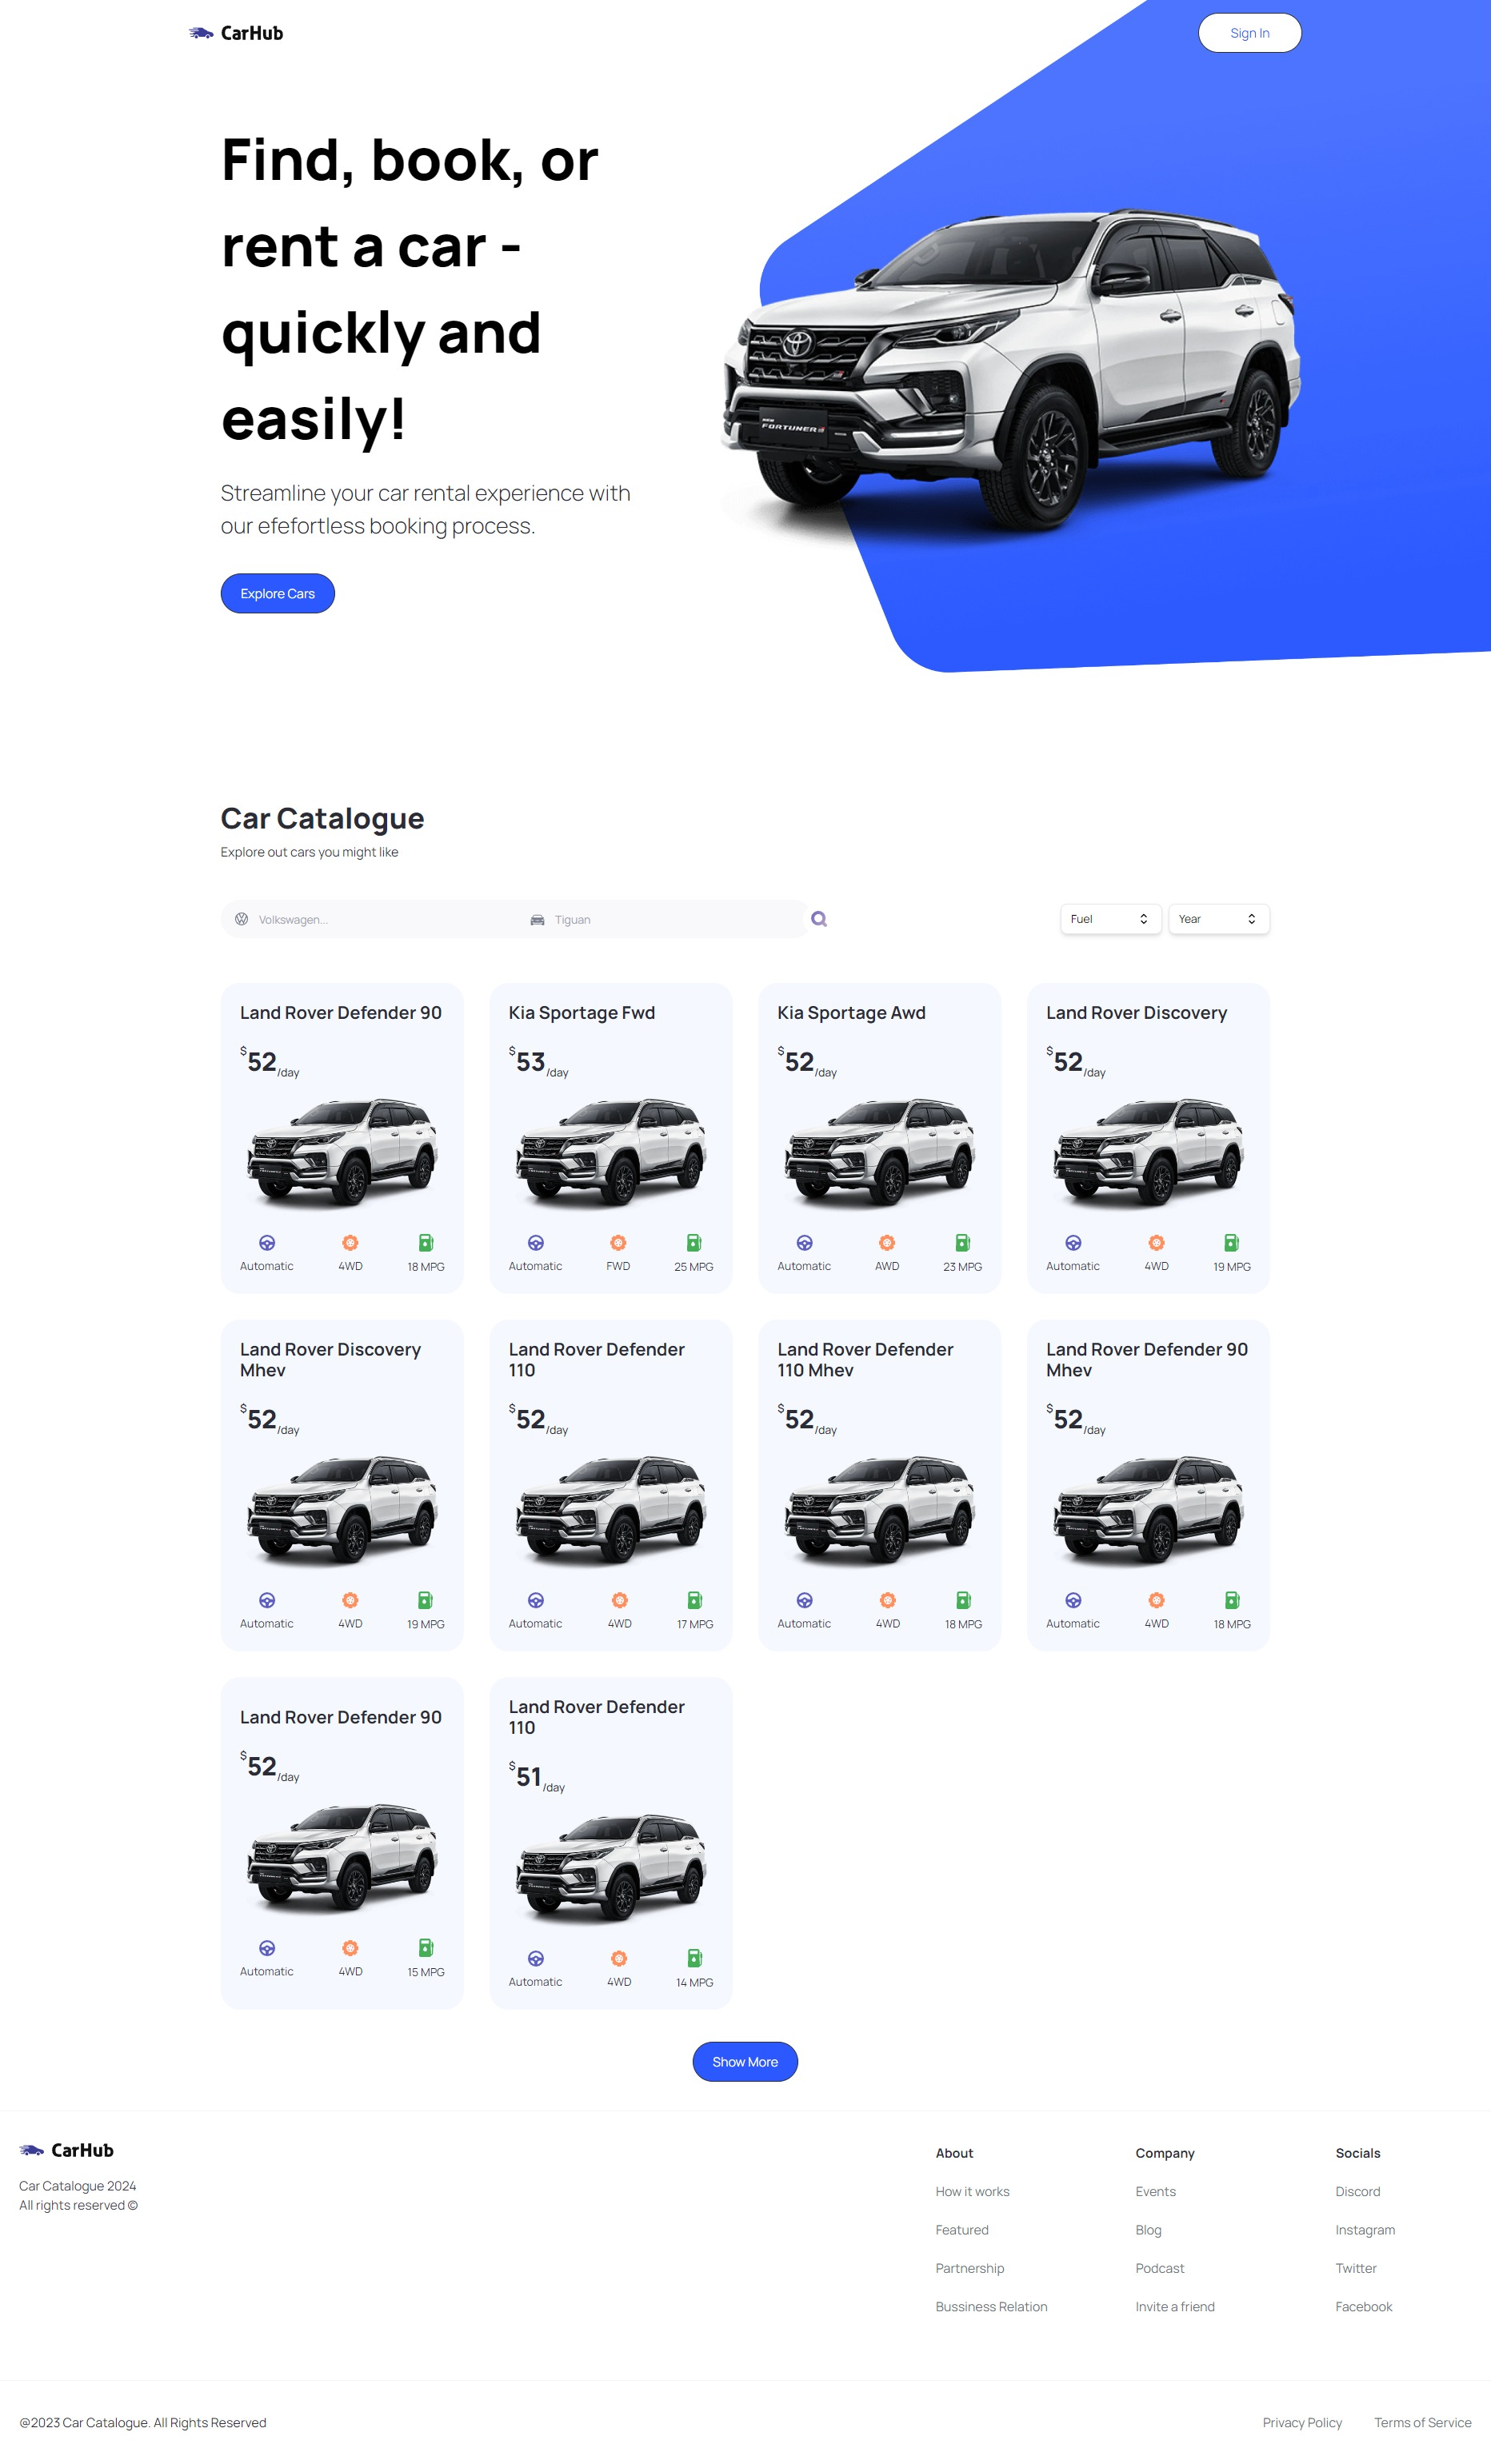 CarHub
Sign In
Find, book, or
rent a car -
quickly and
easily!
Streamline your car rental experience with
our efefortless booking process.
NEW
FORTUNER
Explore Cars
Car Catalogue
Explore out cars you might like
Volkswagen...
Tiguan
Fuel
Year
Land Rover Defender 90
$52/day
Automatic
4WD
18 MPG
Kia Sportage Fwd
$53/day
Automatic
FWD
25 MPG
Kia Sportage Awd
$52/day
Automatic
AWD
23 MPG
Land Rover Discovery
$52/day
Automatic
4WD
19 MPG
Land Rover Discovery
Mhev
$52/day
Automatic
4WD
19 MPG
Land Rover Defender
110
$52/day
Automatic
4WD
17 MPG
Land Rover Defender
110 Mhev
$52/day
Automatic
4WD
18 MPG
Land Rover Defender 90
Mhev
$52/day
Automatic
4WD
18 MPG
Land Rover Defender 90
$52/day
Automatic
4WD
15 MPG
Land Rover Defender
110
$51/day
Automatic
4WD
14 MPG
Show More
CarHub
Car Catalogue 2024
All rights reserved ©
About
How it works
Featured
Partnership
Bussiness Relation
Company
Events
Blog
Podcast
Invite a friend
Socials
Discord
Instagram
Twitter
Facebook
@2023 Car Catalogue. All Rights Reserved
Privacy Policy
Terms of Service